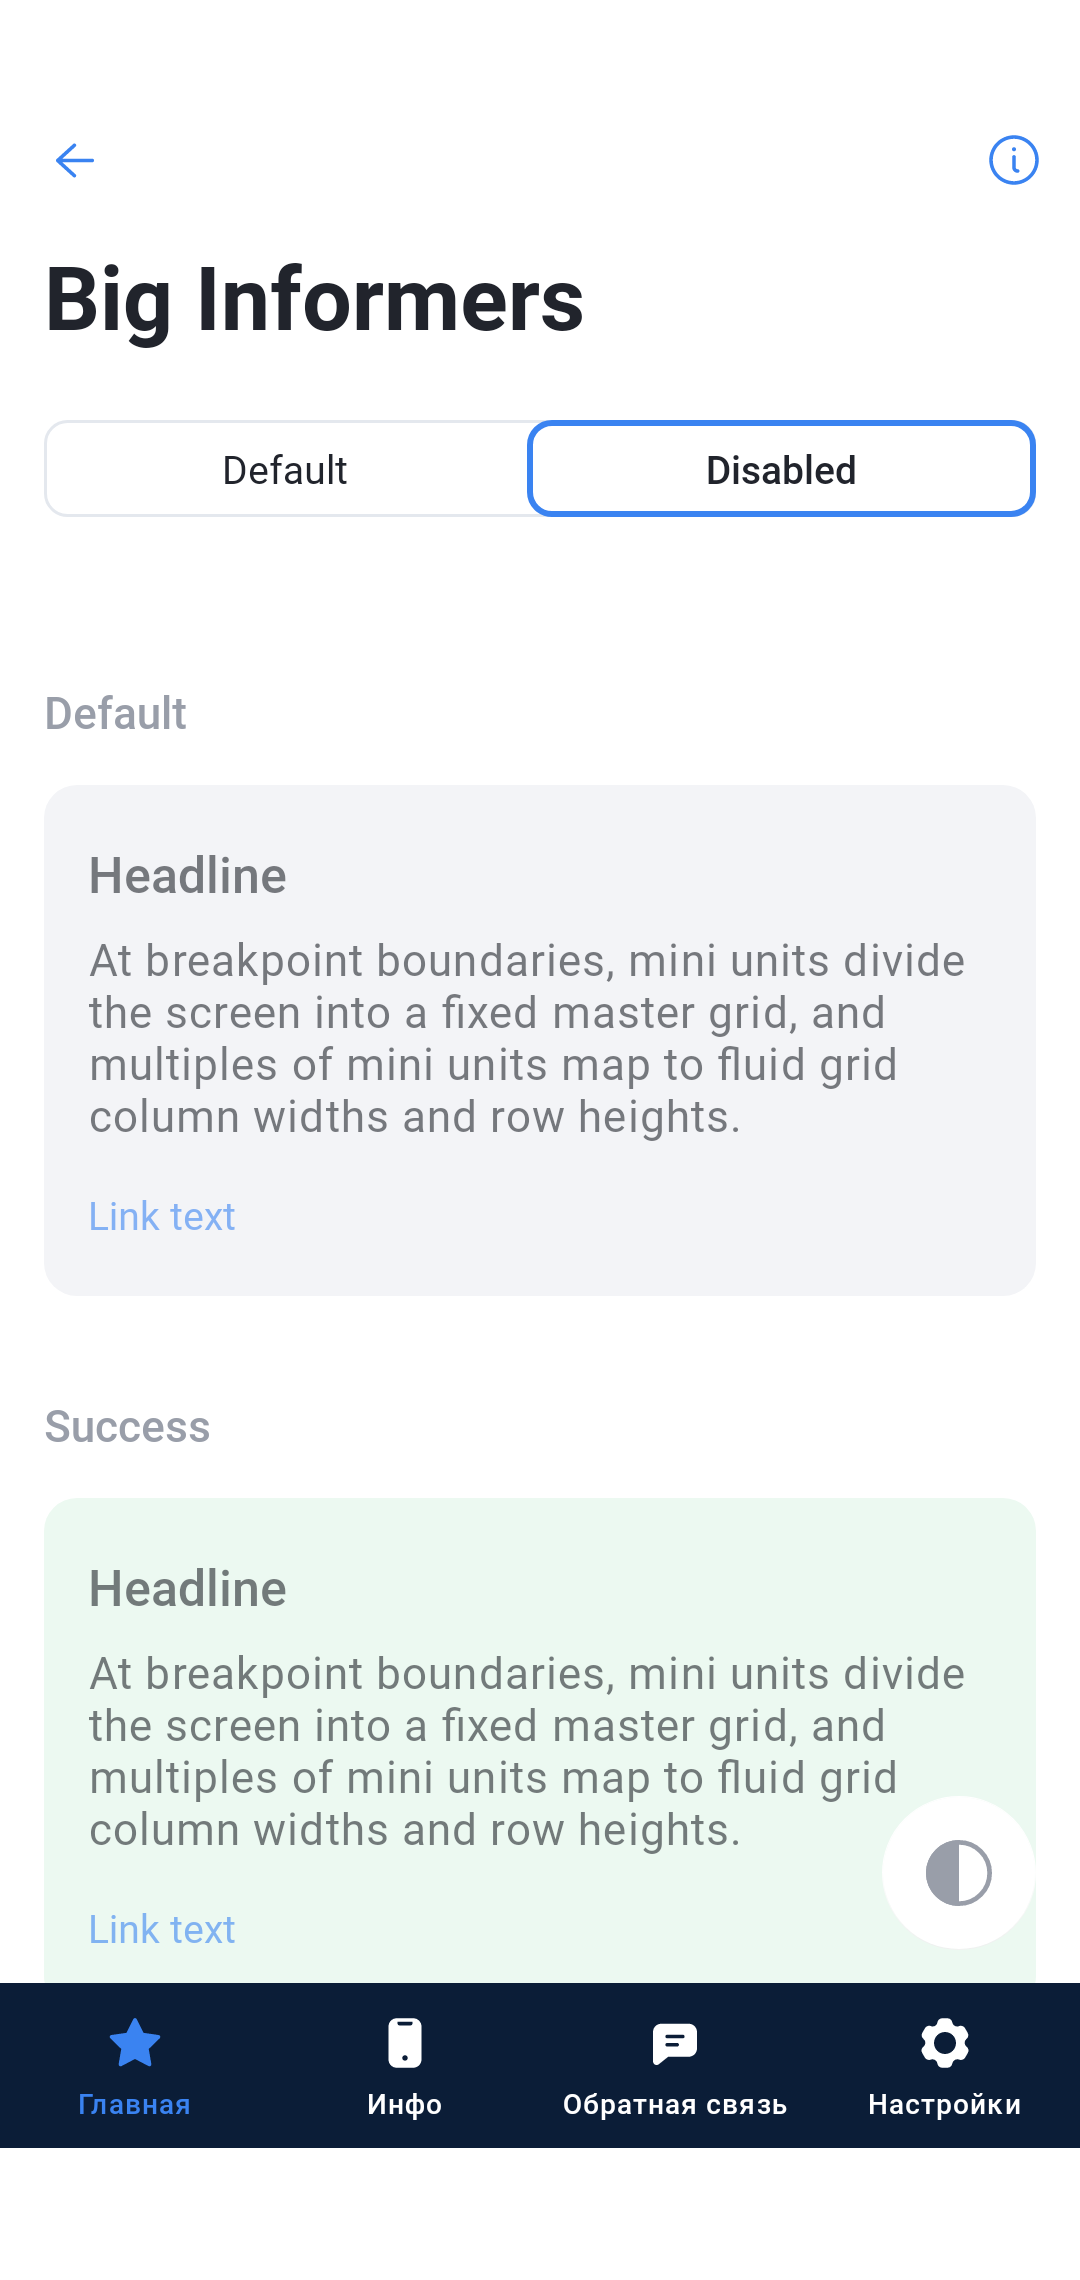 Big Informers
Default
Disabled
Default
Headline
At breakpoint boundaries, mini units divide
the screen into a fixed master grid, and
multiples of mini units map to fluid grid
column widths and row heights.
Link text
Success
Headline
At breakpoint boundaries, mini units divide
the screen into a fixed master grid, and
multiples of mini units map to fluid grid
column widths and row heights.
Link text
Главная
Инфо
Обратная связь
Настройки